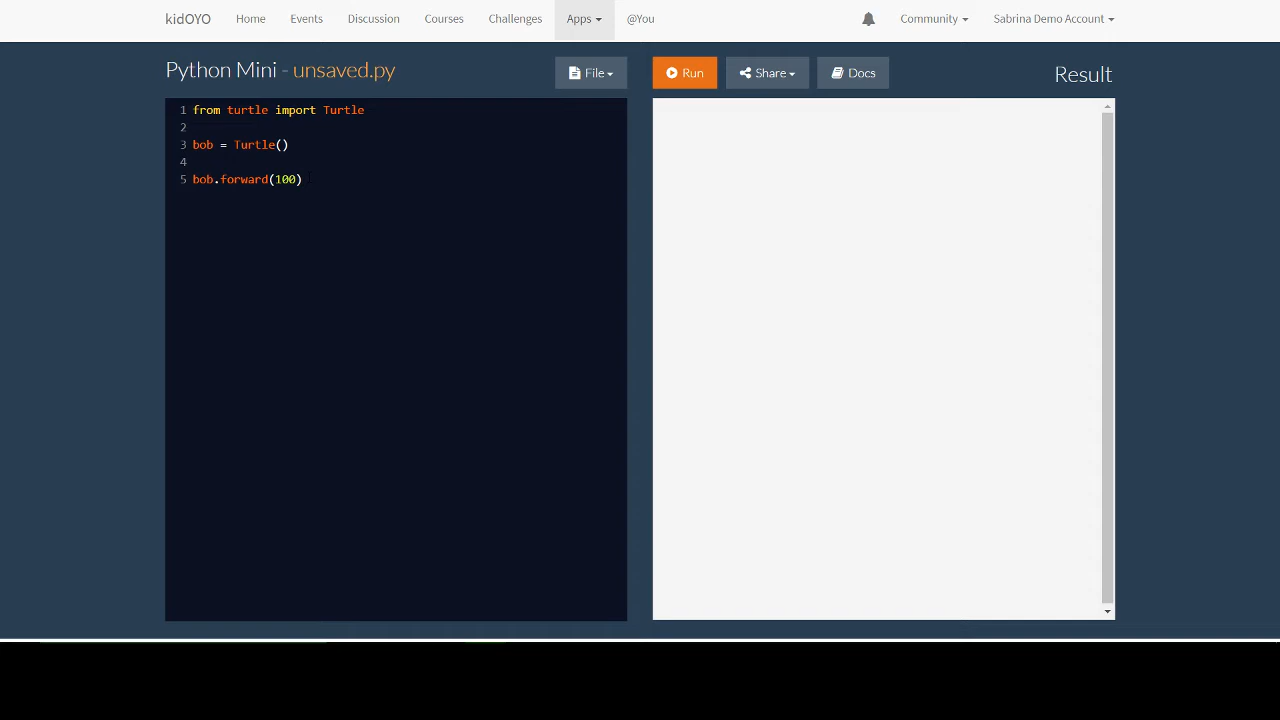 kidOYO Home Events Discussion Courses Challenges Apps @You Community Sabrina Demo Account
Python Mini - unsaved.py File Run Share Docs Result
1 from turtle import Turtle
2
3 bob = Turtle()
4
5 bob.forward(100)